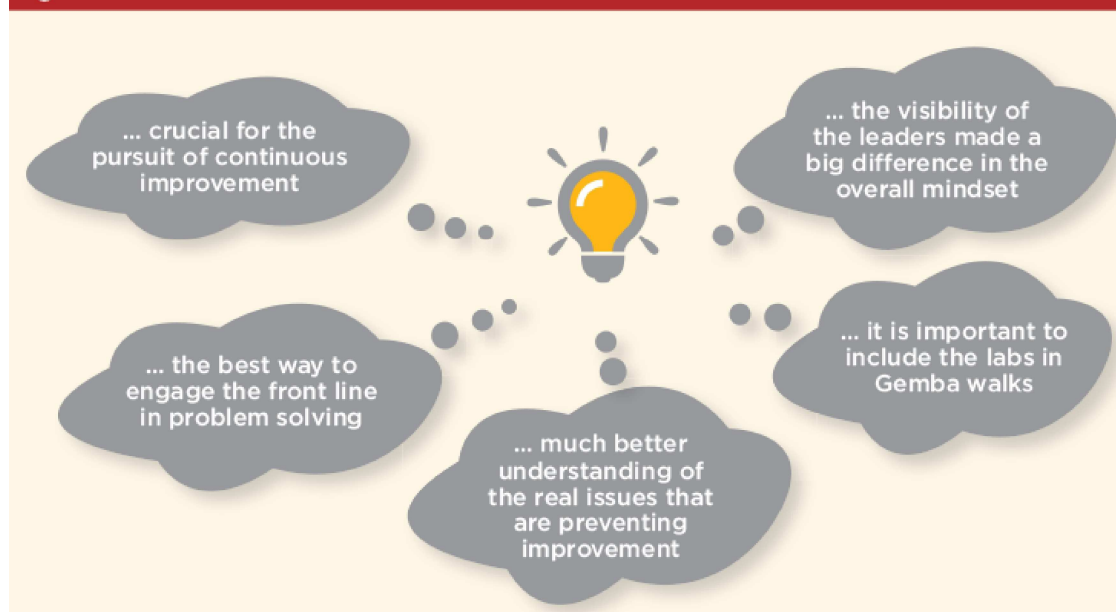 ... crucial for the
pursuit of continuous
improvement
... the visibility of
the leaders made a
big difference in the
overall mindset
... the best way to
engage the front line
in problem solving
... it is important to
include the labs in
Gemba walks
... much better
understanding of
the real issues that
are preventing
improvement